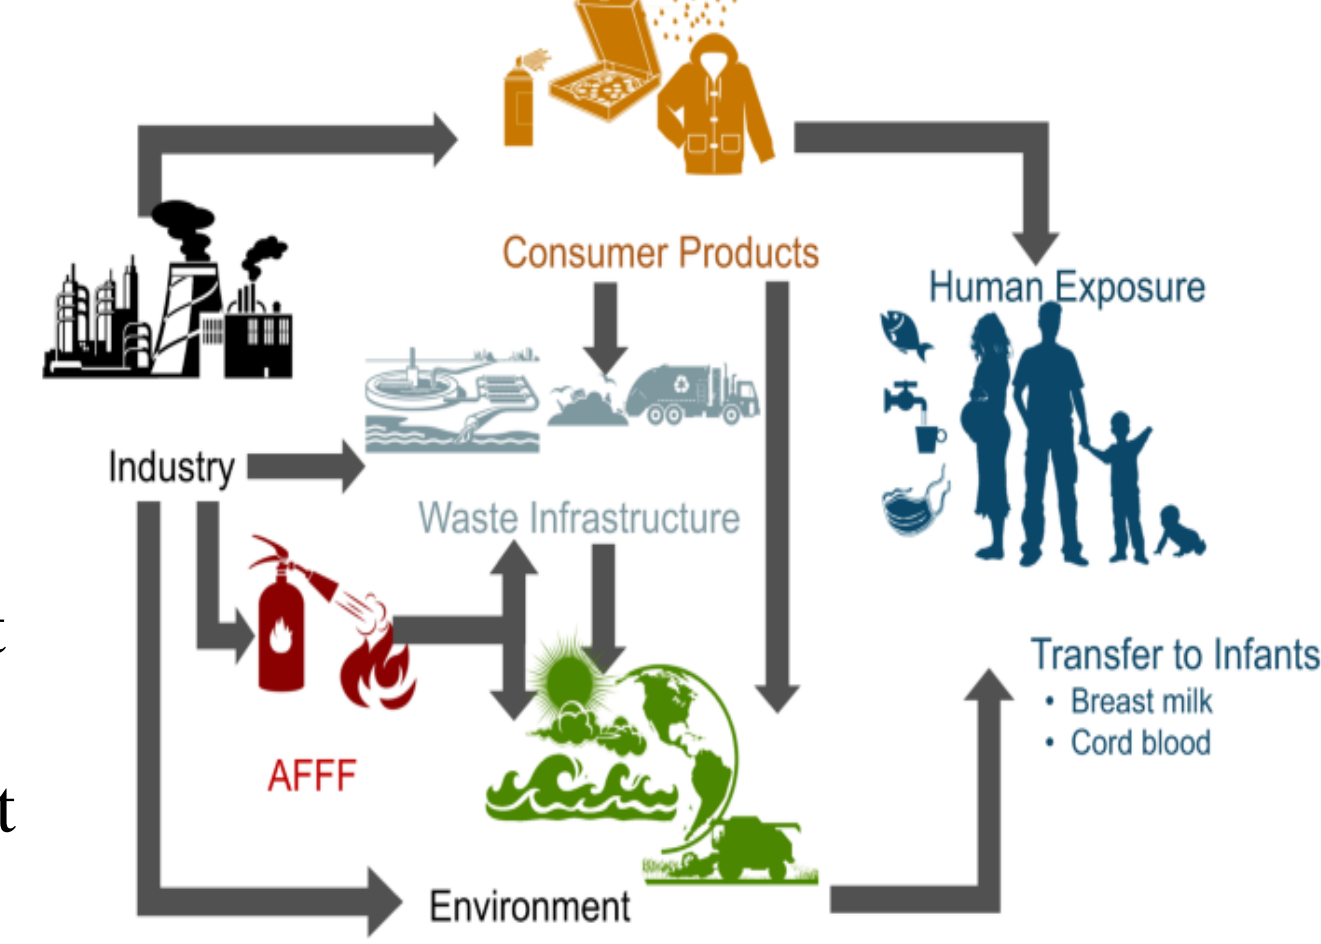 Consumer Products
Human Exposure
Industry
Waste Infrastructure
t
Transfer to Infants
• Breast milk
• Cord blood
AFFF
t
Environment